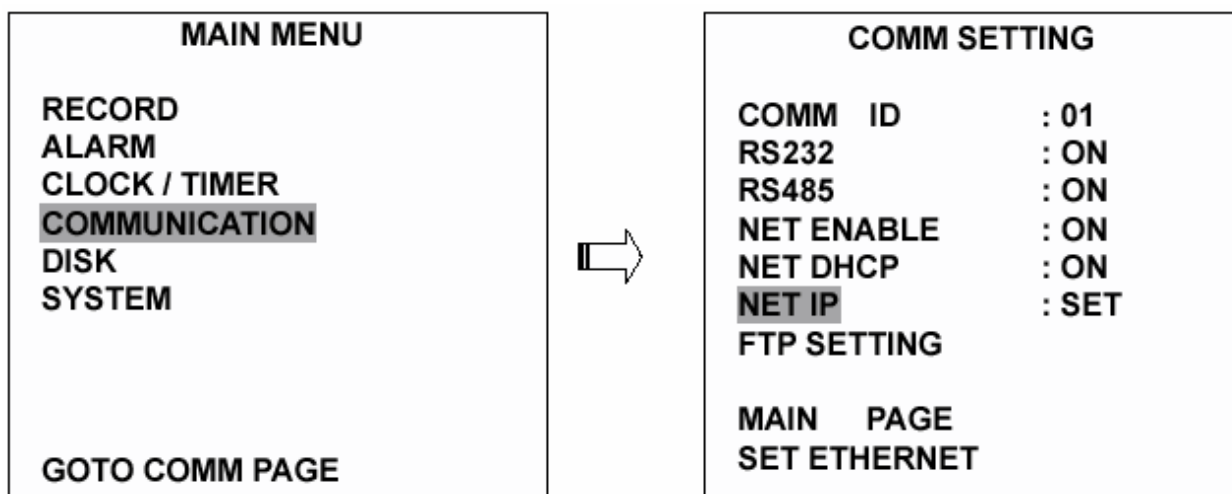 MAIN MENU
RECORD
ALARM
CLOCK / TIMER
COMMUNICATION
DISK
SYSTEM
GOTO COMM PAGE
COMM SETTING
COMM ID : 01
RS232 : ON
RS485 : ON
NET ENABLE : ON
NET DHCP : ON
NET IP : SET
FTP SETTING
MAIN PAGE
SET ETHERNET